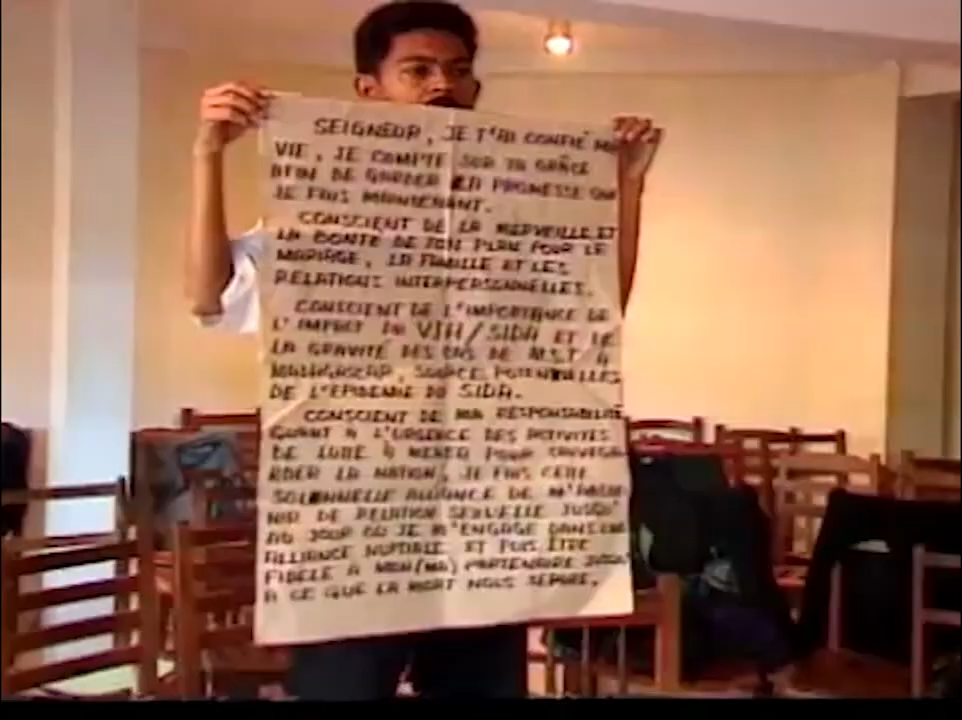 SEIGNEUR, JE T'AI CONFIÉ MA
VIE, JE COMPTE SUR TA GRÂCE
AFIN DE GARDER LA PROMESSE QUE
JE FAIS MAINTENANT.
CONSCIENT DE LA MERVEILLE ET
LA BONTE DE TON PLAN POUR LE
MARIAGE, LA FAMILLE ET LES
RELATIONS INTERPERSONNELLES.
CONSCIENT DE L'IMPORTANCE DE
L'IMPACT DU VIH/SIDA ET DE
LA GRAVITÉ DES CAS DE M.S.T À
MADAGASCAR, SOURCE POTENTIELLES
DE L'EPIDEMIE DU SIDA.
CONSCIENT DE MA RESPONSABILITE
QUANT A L'URGENCE DES ACTIVITES
DE LUTTE A MENER POUR SAUVEGA-
RDER LA NATION, JE FAIS CETTE
SOLENNELLE ALLIANCE DE M'ABSTE
NIR DE RELATION SEXUELLE JUSQU'
AU JOUR OÙ JE M'ENGAGE DANS UNE
ALLIANCE NUPTIALE ET PUIS ÊTRE
FIDELE A MON(MA) PARTENAIRE JUSQU'
A CE QUE LA MORT NOUS SEPARE.